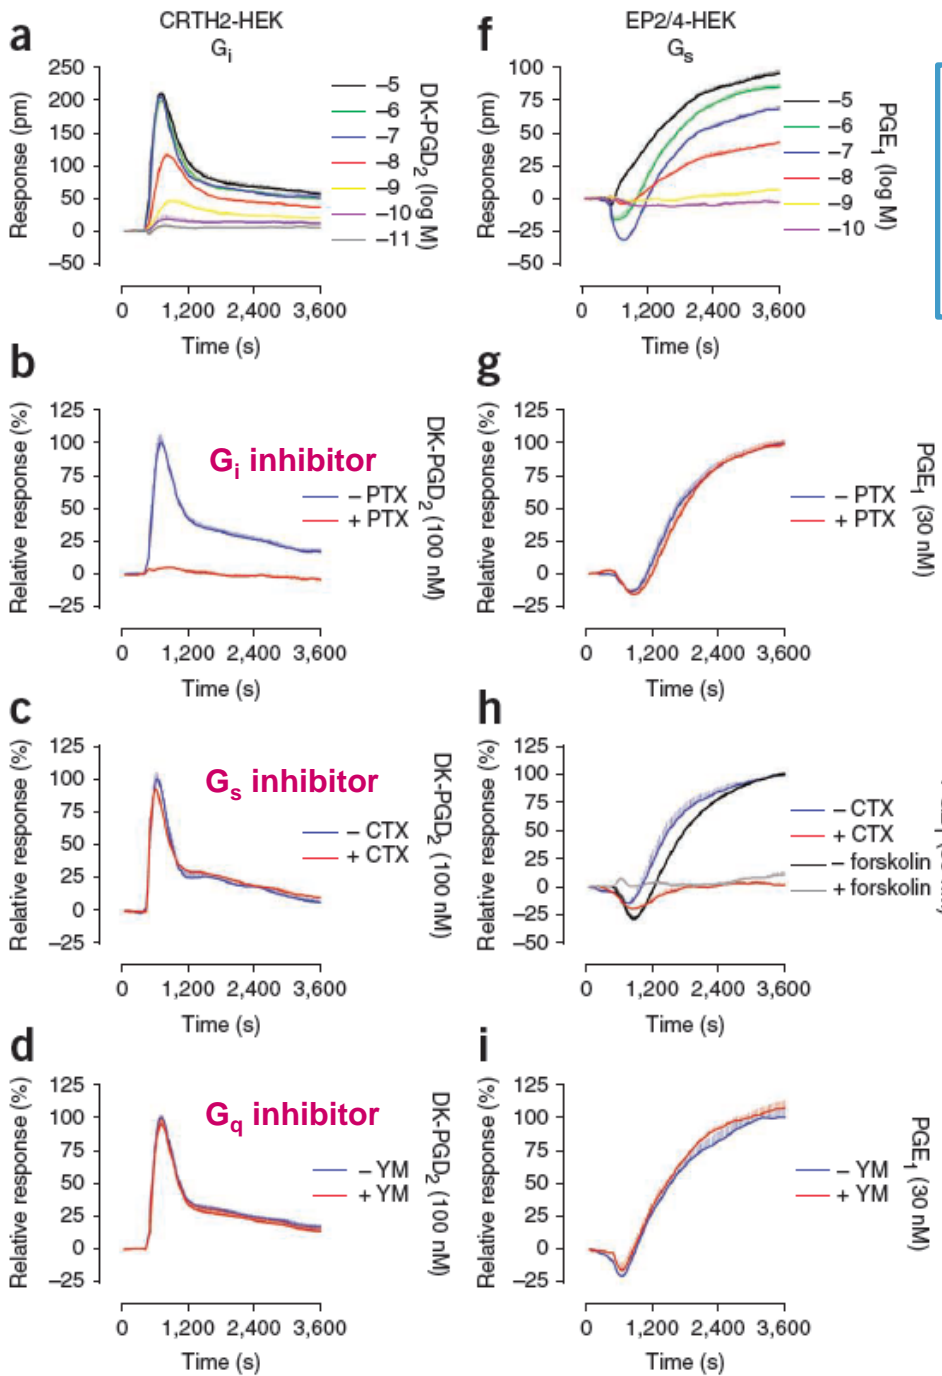 a
CRTH2-HEK
Gi
Response (pm)
250
200
150
100
50
0
–50
–5
–6
–7
–8
–9
–10
–11
DK-PGD2 (log M)
0 1,200 2,400 3,600
Time (s)
f
EP2/4-HEK
Gs
Response (pm)
100
75
50
25
0
–25
–50
–5
–6
–7
–8
–9
–10
PGE1 (log M)
0 1,200 2,400 3,600
Time (s)
b
Relative response (%)
125
100
75
50
25
0
–25
Gi inhibitor
– PTX
+ PTX
DK-PGD2 (100 nM)
0 1,200 2,400 3,600
Time (s)
g
Relative response (%)
125
100
75
50
25
0
–25
– PTX
+ PTX
PGE1 (30 nM)
0 1,200 2,400 3,600
Time (s)
c
Relative response (%)
125
100
75
50
25
0
–25
Gs inhibitor
– CTX
+ CTX
DK-PGD2 (100 nM)
0 1,200 2,400 3,600
Time (s)
h
Relative response (%)
125
100
75
50
25
0
–25
–50
– CTX
+ CTX
– forskolin
+ forskolin
0 1,200 2,400 3,600
Time (s)
d
Relative response (%)
125
100
75
50
25
0
–25
Gq inhibitor
– YM
+ YM
DK-PGD2 (100 nM)
0 1,200 2,400 3,600
Time (s)
i
Relative response (%)
125
100
75
50
25
0
–25
– YM
+ YM
PGE1 (30 nM)
0 1,200 2,400 3,600
Time (s)